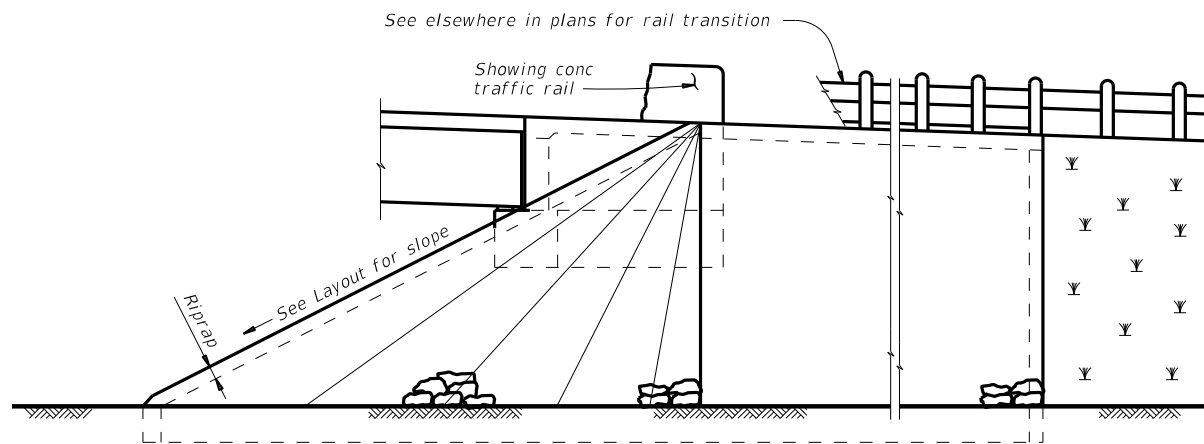 See elsewhere in plans for rail transition
Showing conc
traffic rail
See Layout for slope
Riprap